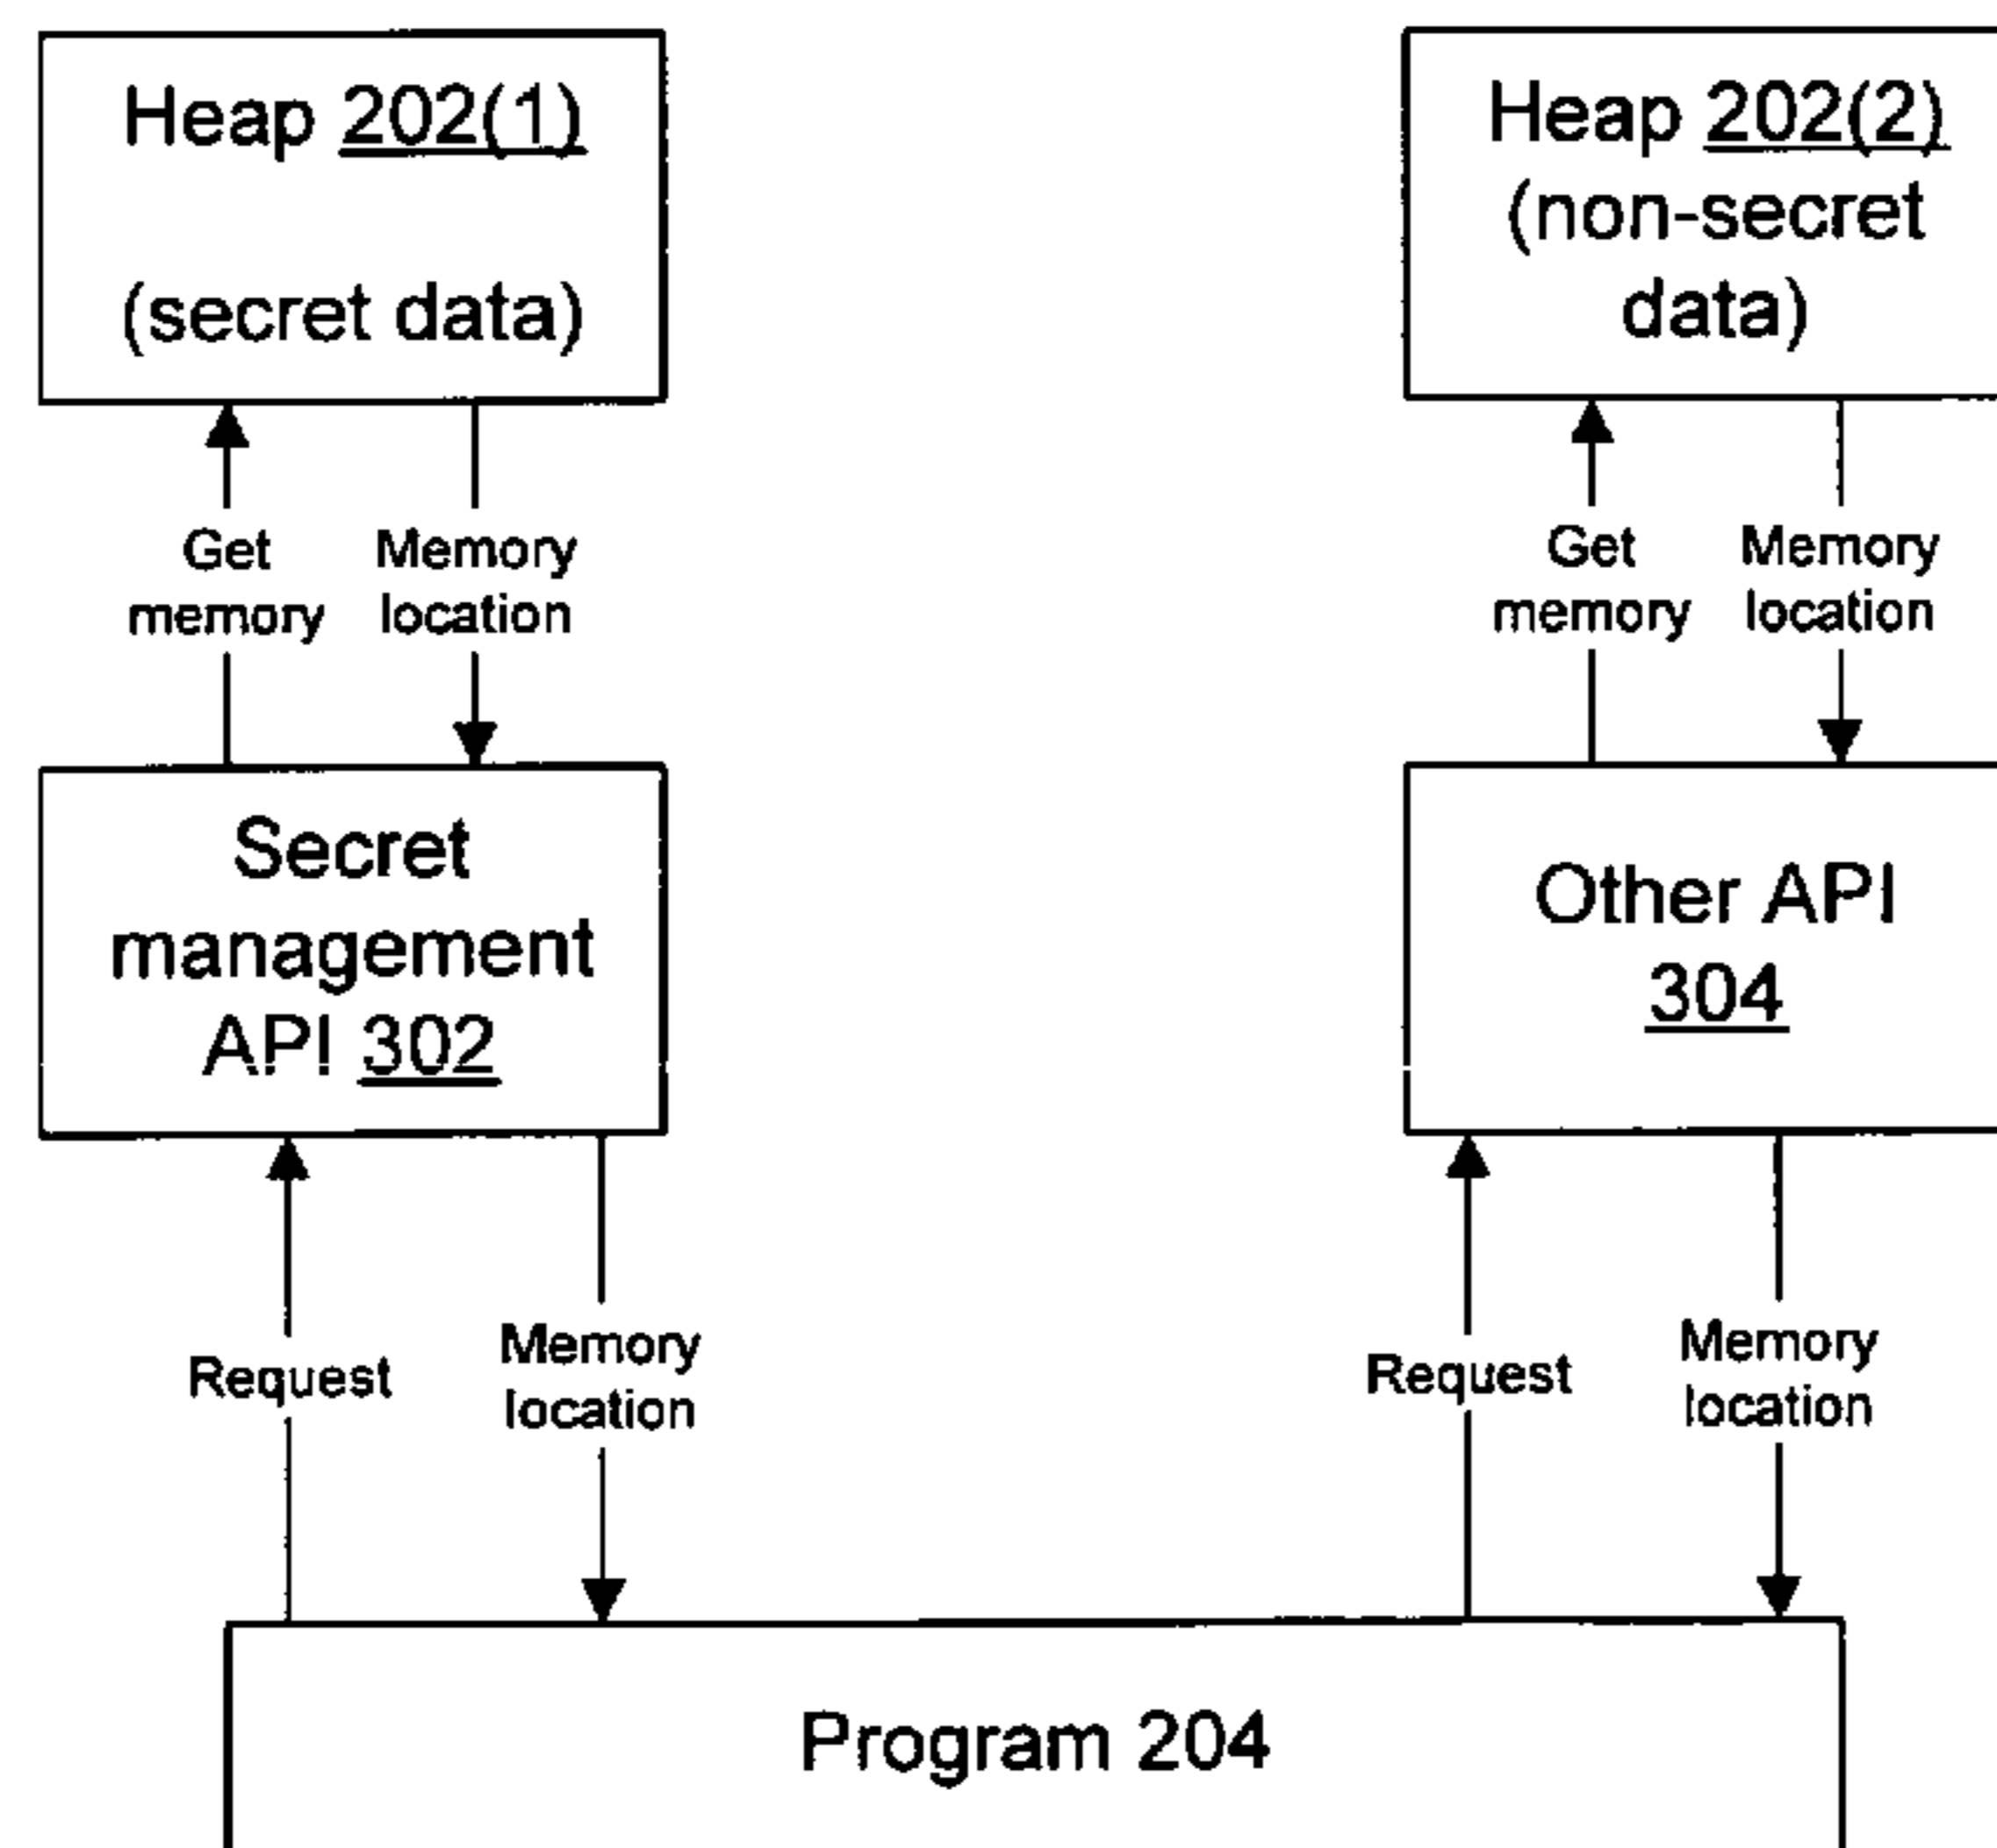 Heap 202(1)
(secret data)
Heap 202(2)
(non-secret
data)
Get
memory
Memory
location
Get
memory
Memory
location
Secret
management
API 302
Other API
304
Request
Memory
location
Request
Memory
location
Program 204